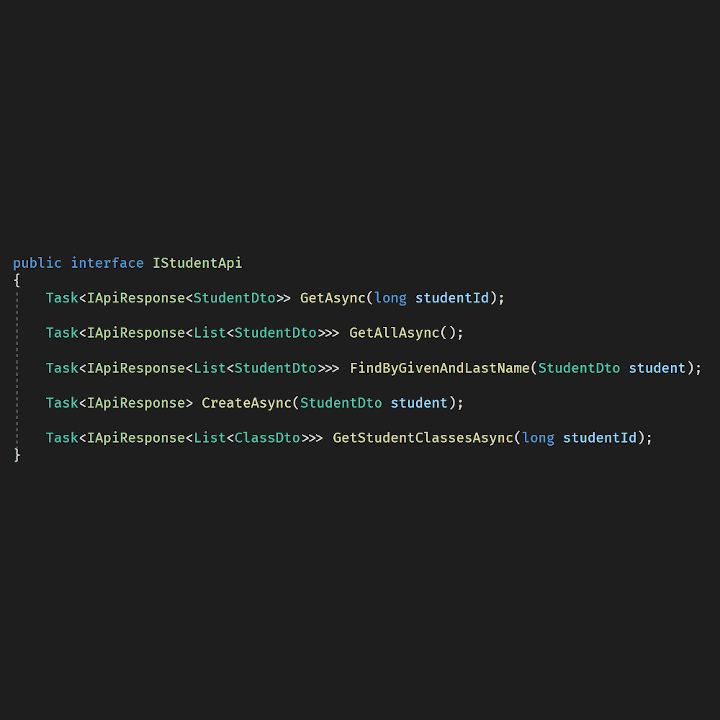 public interface IStudentApi
{
Task<IApiResponse<StudentDto>> GetAsync(long studentId);
Task<IApiResponse<List<StudentDto>>> GetAllAsync();
Task<IApiResponse<List<StudentDto>>> FindByGivenAndLastName(StudentDto student);
Task<IApiResponse> CreateAsync(StudentDto student);
Task<IApiResponse<List<ClassDto>>> GetStudentClassesAsync(long studentId);
}